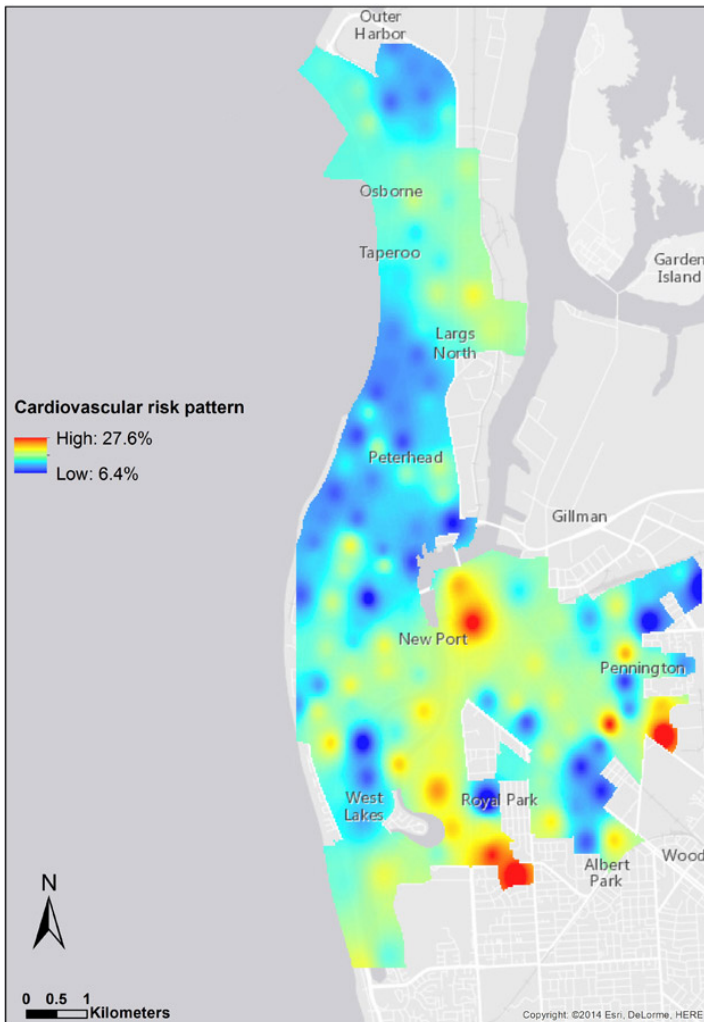 Outer
Harbor
Osborne
Taperoo
Garden
Island
Largs
North
Cardiovascular risk pattern
High: 27.6%
Low: 6.4%
Peterhead
Gillman
New Port
Pennington
West
Lakes
Royal Park
Albert
Park
Wood
N
0 0.5 1
Kilometers
Copyright: ©2014 Esri, DeLorme, HERE